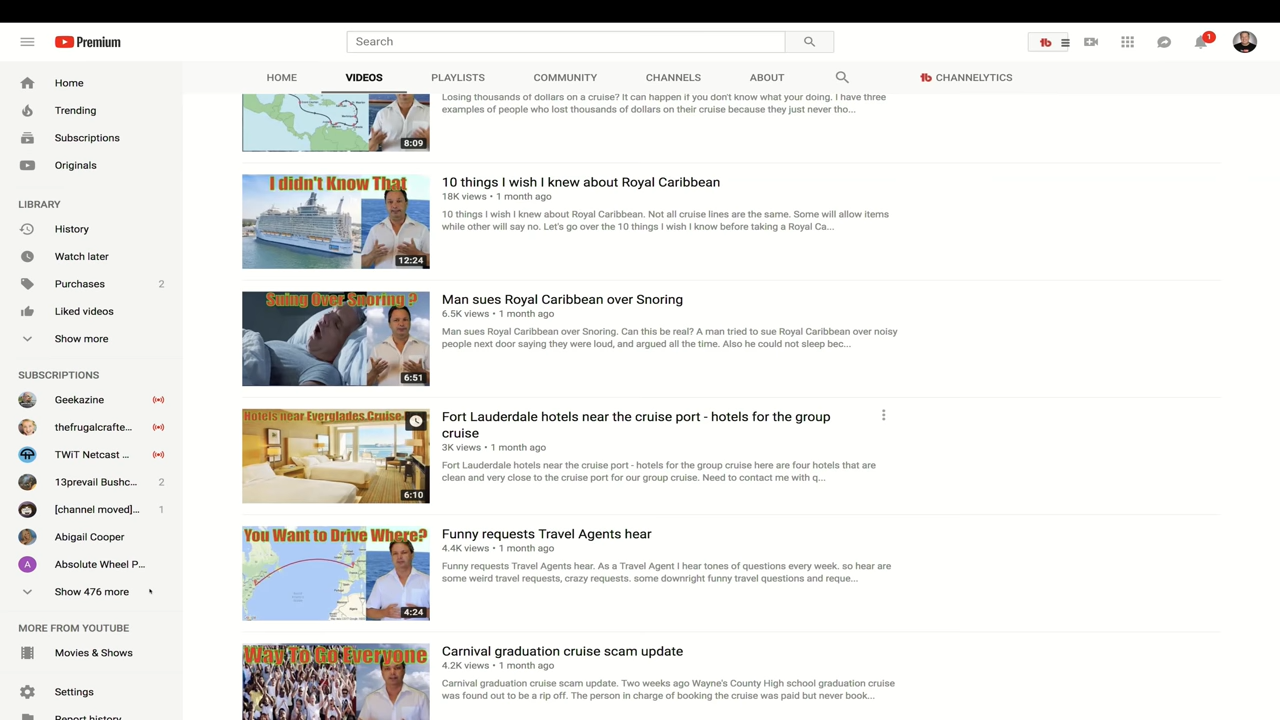 Premium
Search
1
HOME
VIDEOS
PLAYLISTS
COMMUNITY
CHANNELS
ABOUT
CHANNELYTICS
Home
Trending
Subscriptions
Originals
LIBRARY
History
Watch later
Purchases 2
Liked videos
Show more
SUBSCRIPTIONS
Geekazine
thefrugalcrafte...
TWiT Netcast ...
13prevail Bushc... 2
[channel moved]... 1
Abigail Cooper
A Absolute Wheel P...
Show 476 more
MORE FROM YOUTUBE
Movies & Shows
Settings
Report history
Losing thousands of dollars on a cruise? It can happen if you don't know what your doing. I have three
examples of people who lost thousands of dollars on their cruise because they just never tho...
8:09
I didn't Know That
12:24
10 things I wish I knew about Royal Caribbean
18K views • 1 month ago
10 things I wish I knew about Royal Caribbean. Not all cruise lines are the same. Some will allow items
while other will say no. Let's go over the 10 things I wish I knew before taking a Royal Ca...
Suing Over Snoring ?
6:51
Man sues Royal Caribbean over Snoring
6.5K views • 1 month ago
Man sues Royal Caribbean over Snoring. Can this be real? A man tried to sue Royal Caribbean over noisy
people next door saying they were loud, and argued all the time. Also he could not sleep bec...
Hotels near Everglades Cruise
6:10
Fort Lauderdale hotels near the cruise port - hotels for the group
cruise
3K views • 1 month ago
Fort Lauderdale hotels near the cruise port - hotels for the group cruise here are four hotels that are
clean and very close to the cruise port for our group cruise. Need to contact me with q...
You Want to Drive Where?
4:24
Funny requests Travel Agents hear
4.4K views • 1 month ago
Funny requests Travel Agents hear. As a Travel Agent I hear tones of questions every week. so hear are
some weird travel requests, crazy requests. some downright funny travel questions and reque...
Way To Go Everyone
Carnival graduation cruise scam update
4.2K views • 1 month ago
Carnival graduation cruise scam update. Two weeks ago Wayne's County High school graduation cruise
was found out to be a rip off. The person in charge of booking the cruise was paid but never book...